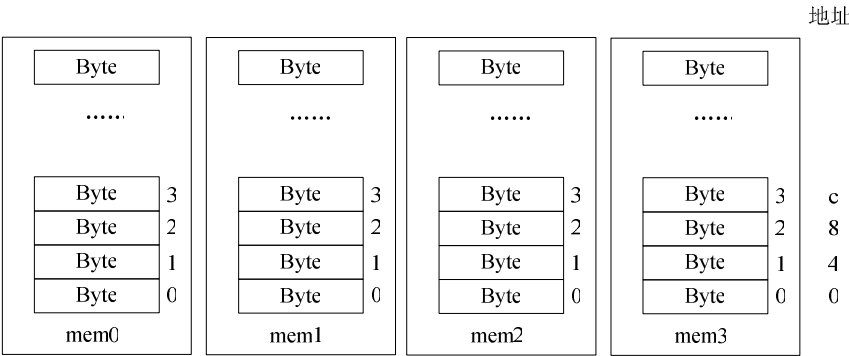 地址
Byte Byte Byte Byte
…… …… …… ……
Byte 3 Byte 3 Byte 3 Byte 3 c
Byte 2 Byte 2 Byte 2 Byte 2 8
Byte 1 Byte 1 Byte 1 Byte 1 4
Byte 0 Byte 0 Byte 0 Byte 0 0
mem0 mem1 mem2 mem3